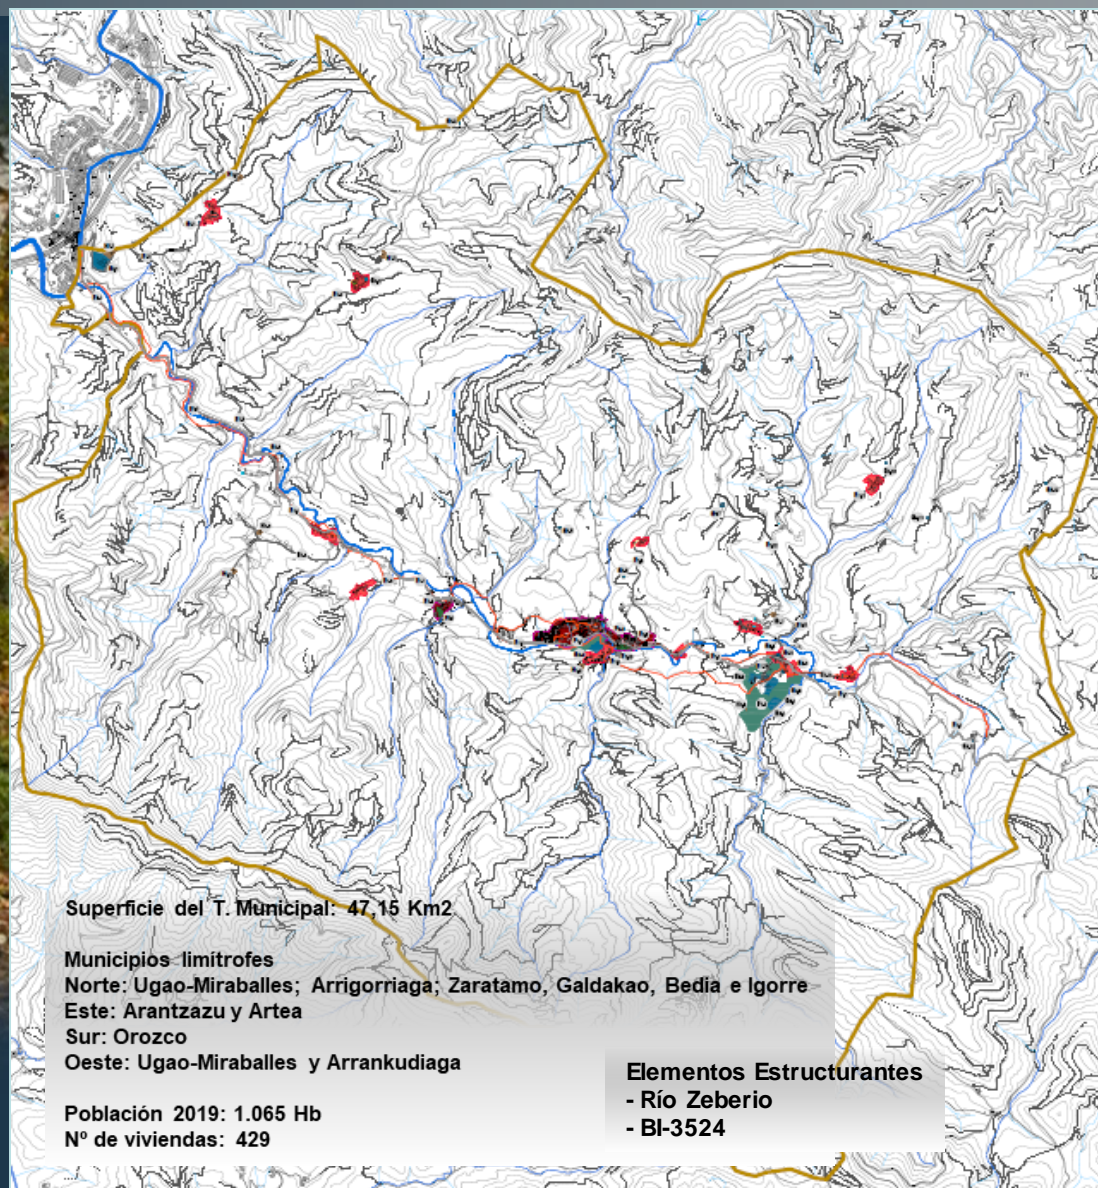 Superficie del T. Municipal: 47,15 Km2
Municipios limítrofes
Norte: Ugao-Miraballes; Arrigorriaga; Zaratamo, Galdakao, Bedia e Igorre
Este: Arantzazu y Artea
Sur: Orozco
Oeste: Ugao-Miraballes y Arrankudiaga
Población 2019: 1.065 Hb
Nº de viviendas: 429
Elementos Estructurantes
- Río Zeberio
- BI-3524